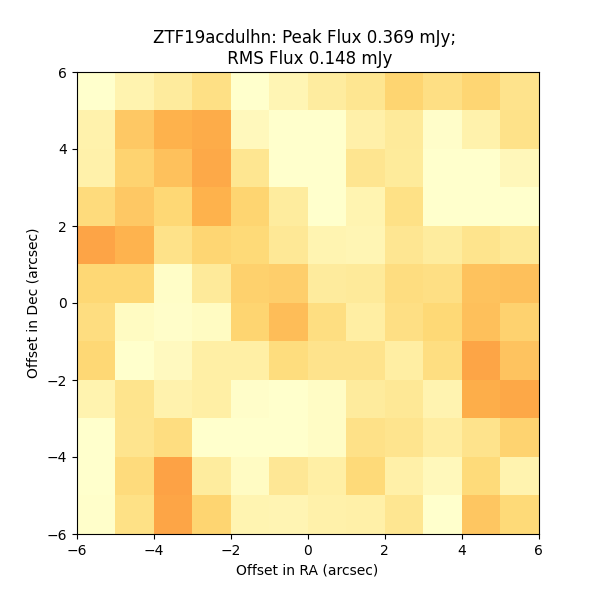 ZTF19acdulhn: Peak Flux 0.369 mJy;
RMS Flux 0.148 mJy
6
4
2
0
−2
−4
−6
Offset in Dec (arcsec)
−6 −4 −2 0 2 4 6
Offset in RA (arcsec)